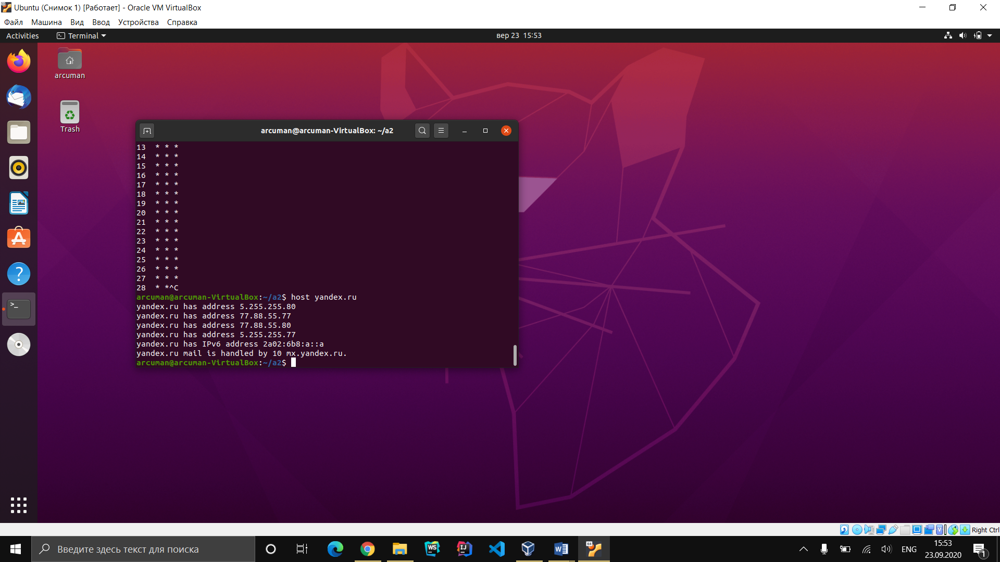 Ubuntu (Снимок 1) [Работает] - Oracle VM VirtualBox
Файл Машина Вид Ввод Устройства Справка
Activities Terminal вер 23 15:53
arcuman
Trash
arcuman@arcuman-VirtualBox: ~/a2
13 * * *
14 * * *
15 * * *
16 * * *
17 * * *
18 * * *
19 * * *
20 * * *
21 * * *
22 * * *
23 * * *
24 * * *
25 * * *
26 * * *
27 * * *
28 * *^C
arcuman@arcuman-VirtualBox:~/a2$ host yandex.ru
yandex.ru has address 5.255.255.80
yandex.ru has address 77.88.55.77
yandex.ru has address 77.88.55.80
yandex.ru has address 5.255.255.77
yandex.ru has IPv6 address 2a02:6b8:a::a
yandex.ru mail is handled by 10 mx.yandex.ru.
arcuman@arcuman-VirtualBox:~/a2$
Right Ctrl
Введите здесь текст для поиска
WS
IJ
W
64
ENG
15:53
23.09.2020
1